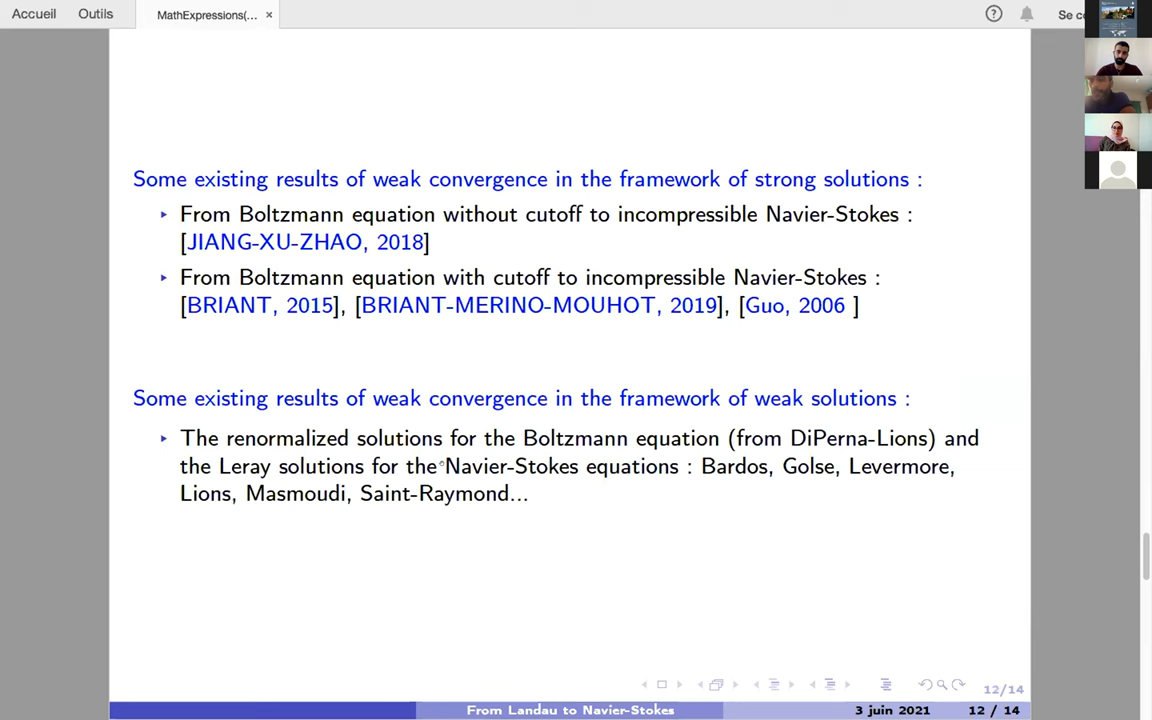 Accueil Outils MathExpressions(... × ? Se co
Some existing results of weak convergence in the framework of strong solutions :
From Boltzmann equation without cutoff to incompressible Navier-Stokes :
[JIANG-XU-ZHAO, 2018]
From Boltzmann equation with cutoff to incompressible Navier-Stokes :
[BRIANT, 2015], [BRIANT-MERINO-MOUHOT, 2019], [Guo, 2006 ]
Some existing results of weak convergence in the framework of weak solutions :
The renormalized solutions for the Boltzmann equation (from DiPerna-Lions) and
the Leray solutions for the Navier-Stokes equations : Bardos, Golse, Levermore,
Lions, Masmoudi, Saint-Raymond...
12/14
From Landau to Navier-Stokes 3 juin 2021 12 / 14